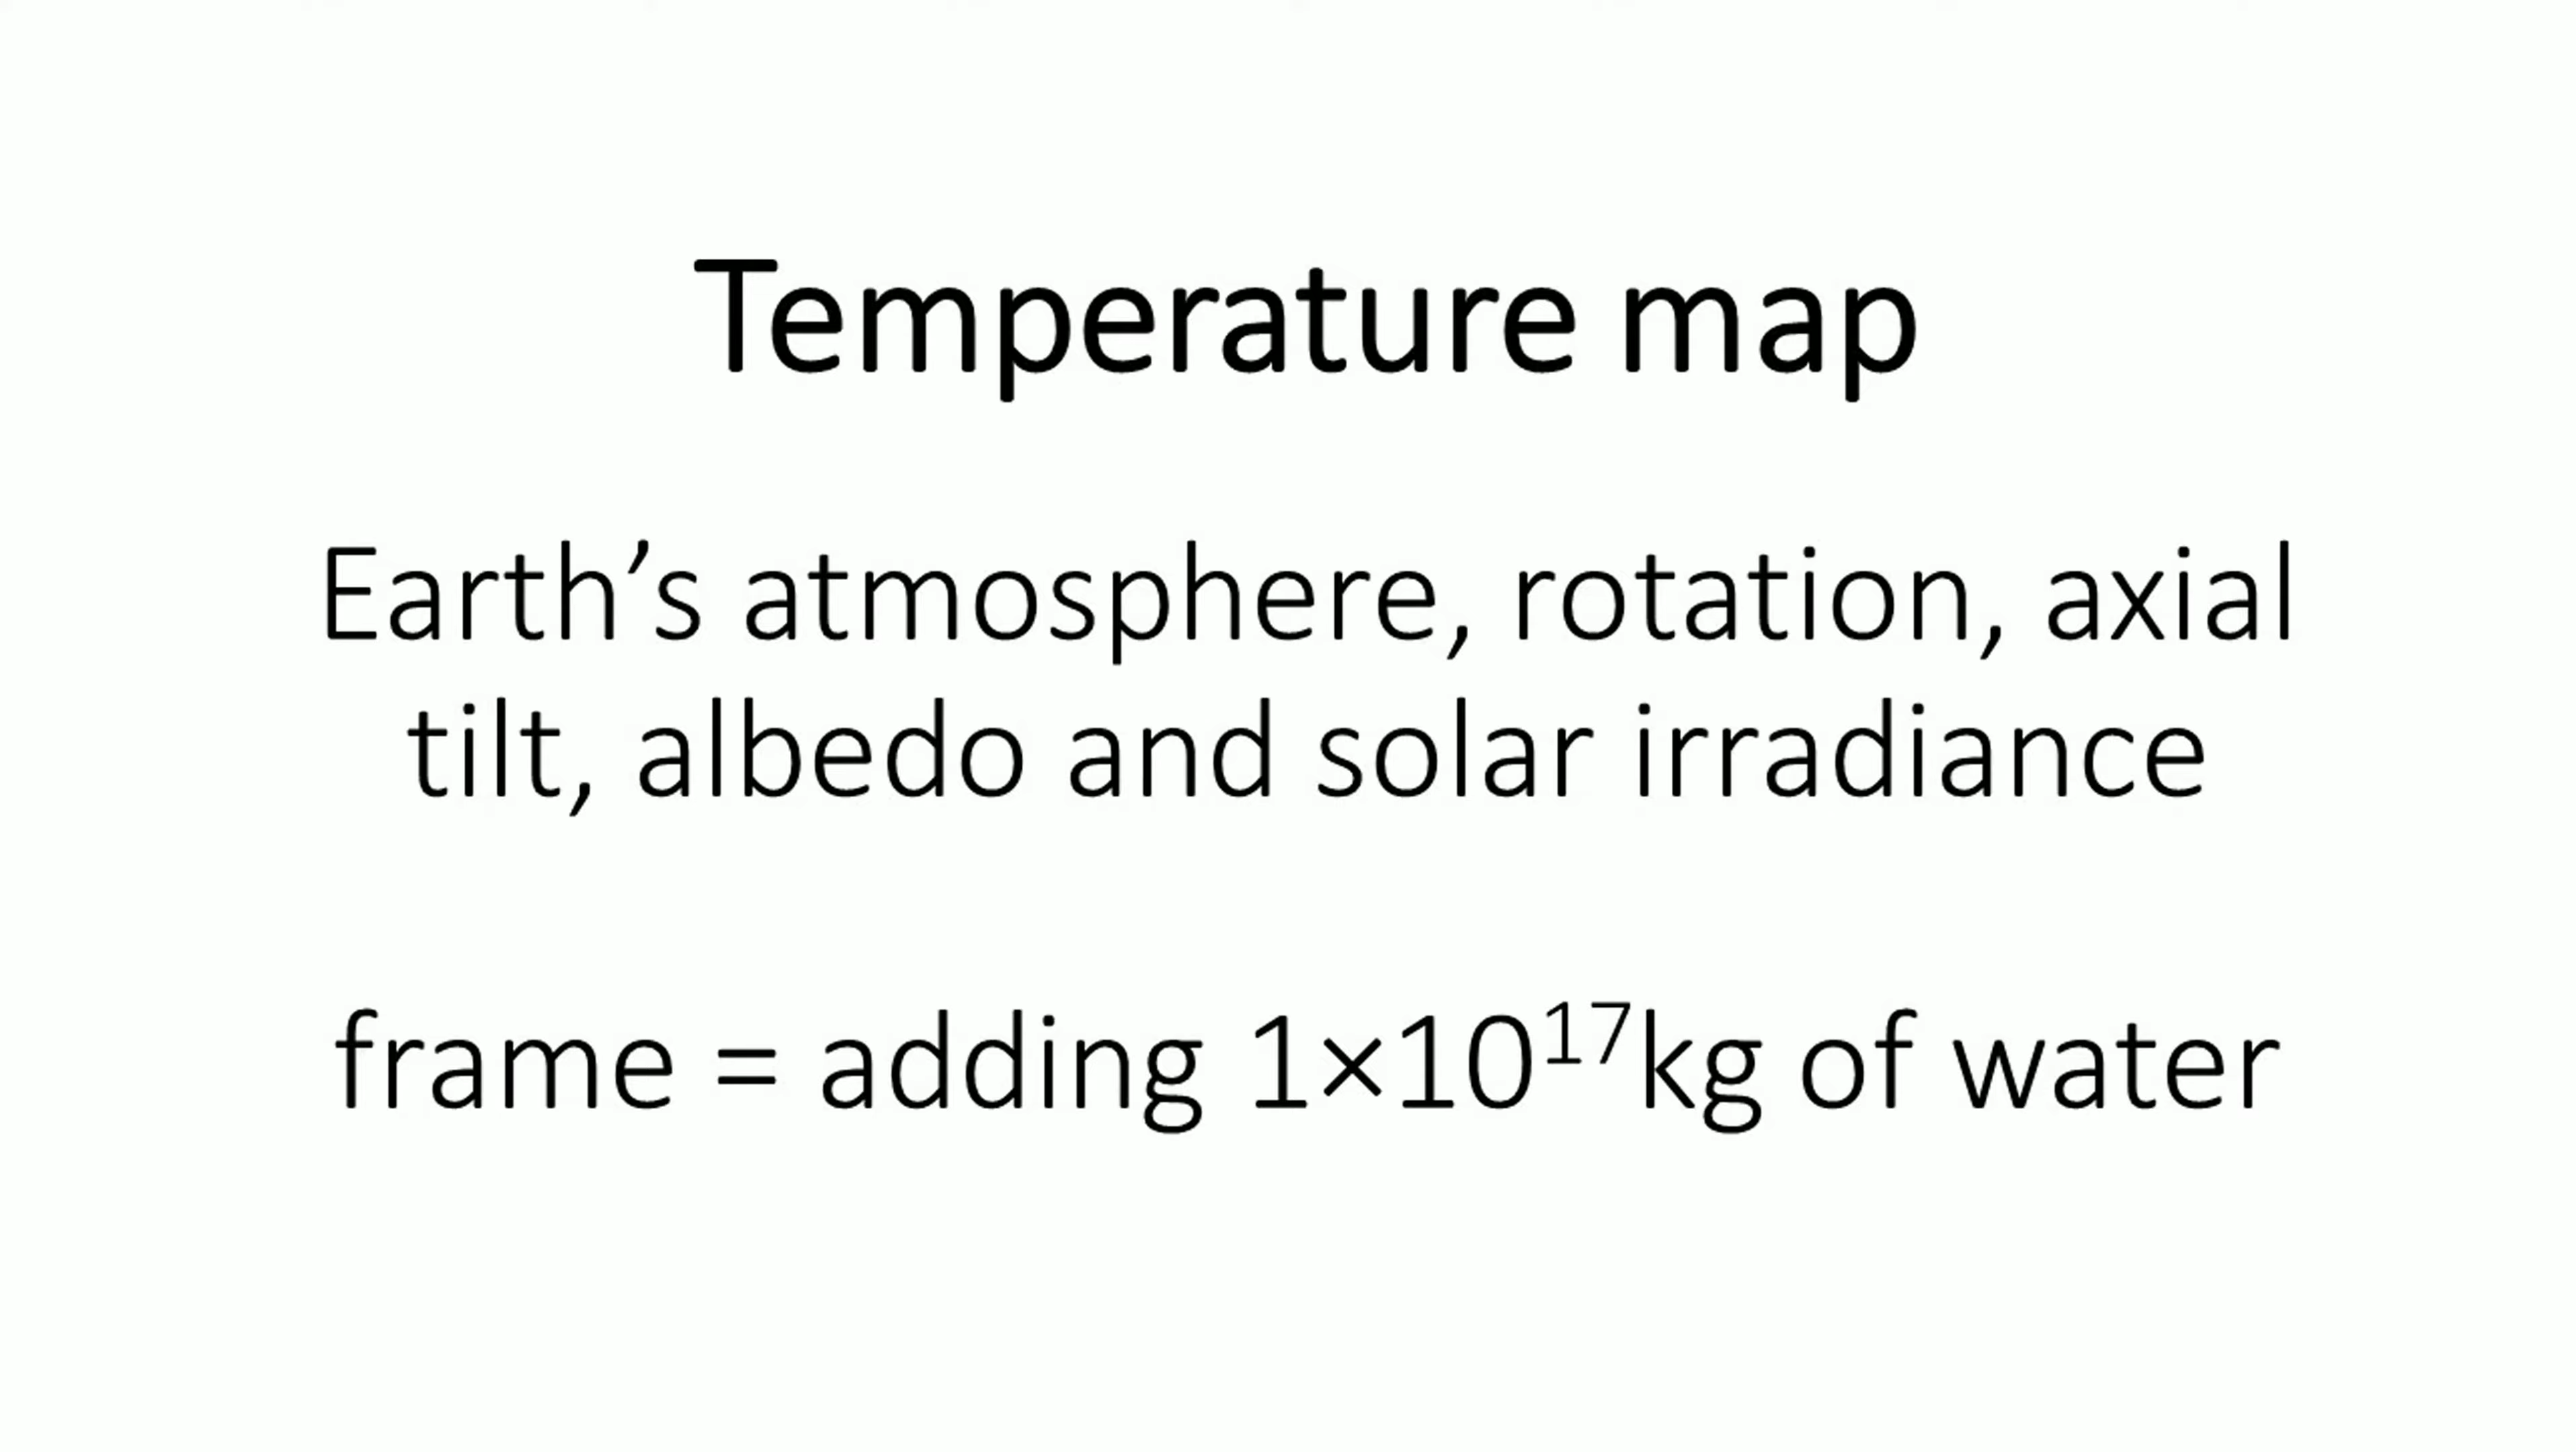 Temperature map
Earth’s atmosphere, rotation, axial
tilt, albedo and solar irradiance
frame = adding 1×10¹⁷kg of water